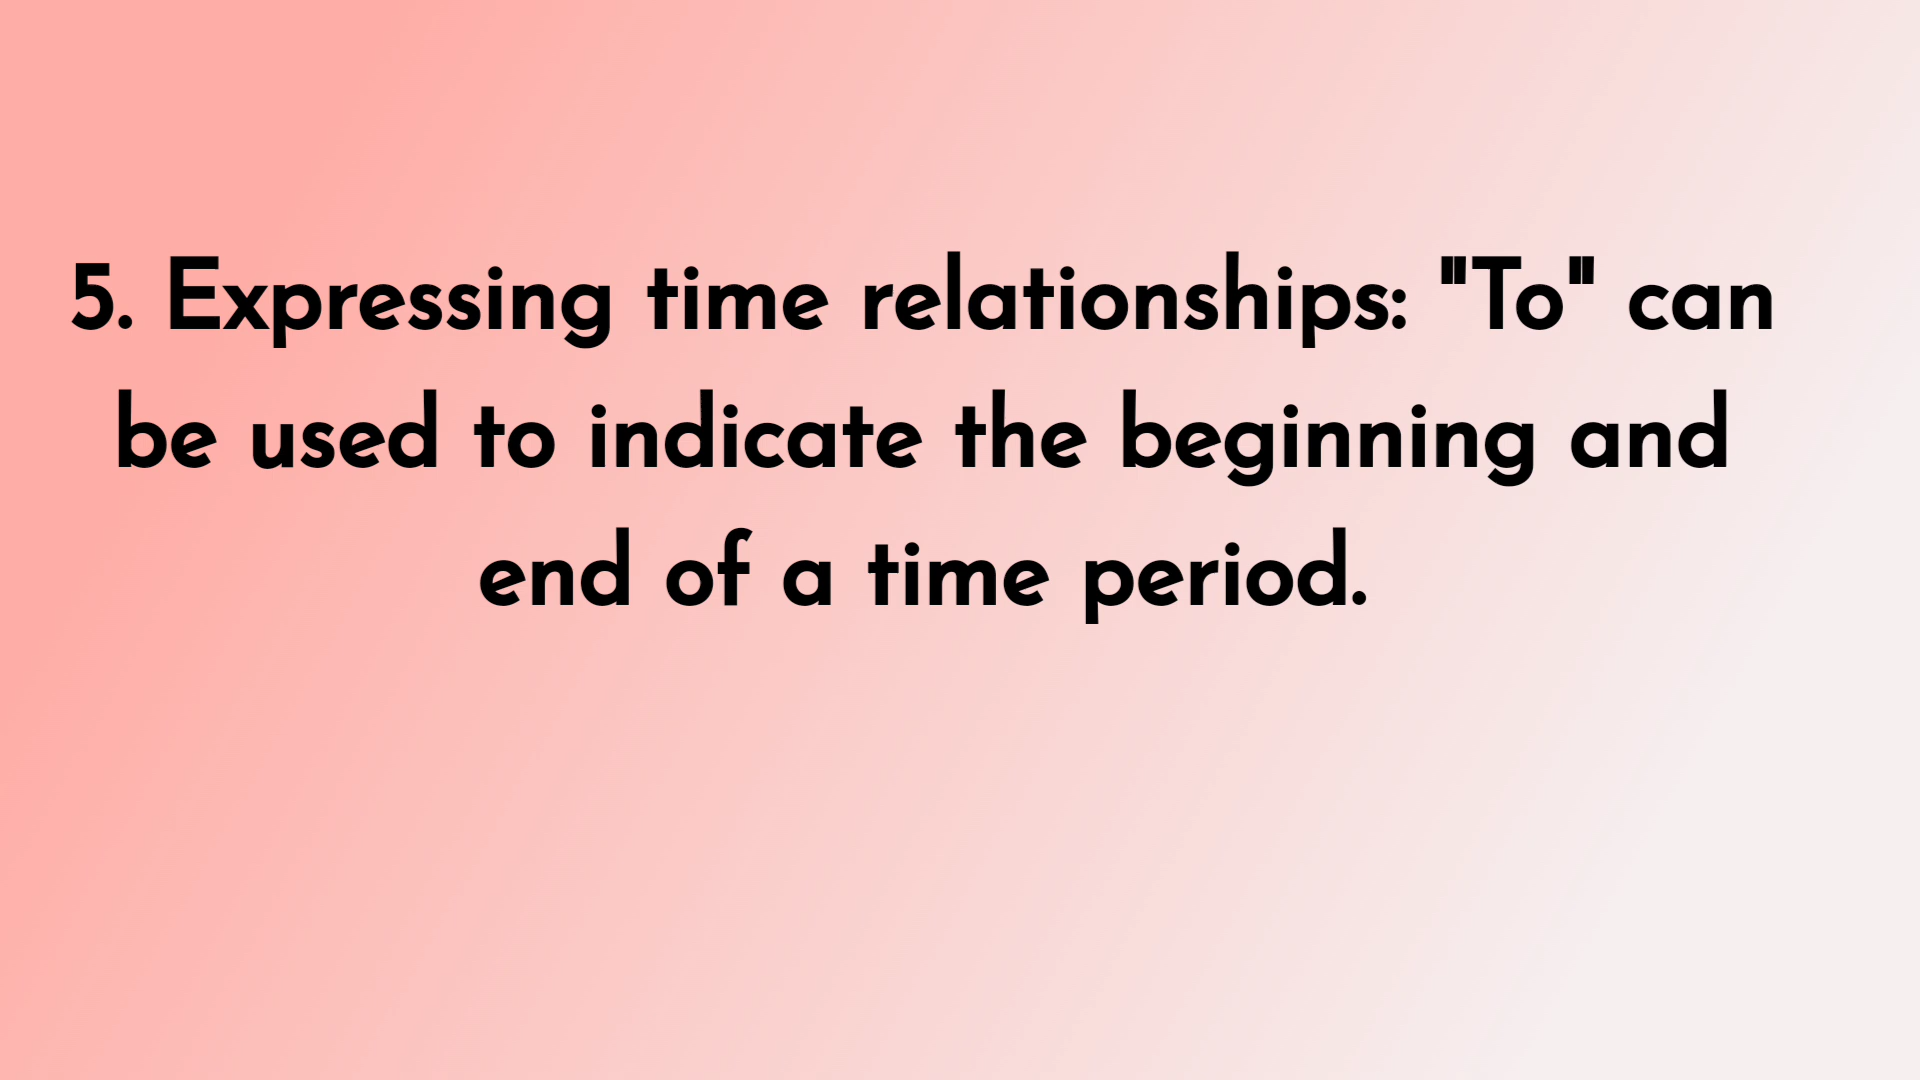 5. Expressing time relationships: "To" can
be used to indicate the beginning and
end of a time period.